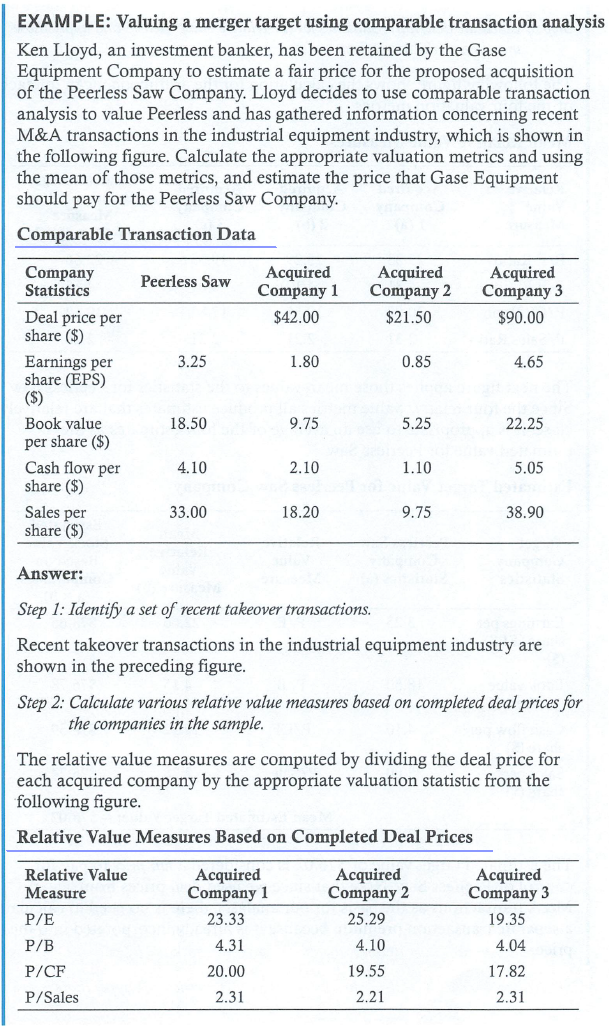 EXAMPLE: Valuing a merger target using comparable transaction analysis
Ken Lloyd, an investment banker, has been retained by the Gase
Equipment Company to estimate a fair price for the proposed acquisition
of the Peerless Saw Company. Lloyd decides to use comparable transaction
analysis to value Peerless and has gathered information concerning recent
M&A transactions in the industrial equipment industry, which is shown in
the following figure. Calculate the appropriate valuation metrics and using
the mean of those metrics, and estimate the price that Gase Equipment
should pay for the Peerless Saw Company.
Comparable Transaction Data
Company Statistics Peerless Saw Acquired Company 1 Acquired Company 2 Acquired Company 3
Deal price per share ($) $42.00 $21.50 $90.00
Earnings per share (EPS) ($) 3.25 1.80 0.85 4.65
Book value per share ($) 18.50 9.75 5.25 22.25
Cash flow per share ($) 4.10 2.10 1.10 5.05
Sales per share ($) 33.00 18.20 9.75 38.90
Answer:
Step 1: Identify a set of recent takeover transactions.
Recent takeover transactions in the industrial equipment industry are
shown in the preceding figure.
Step 2: Calculate various relative value measures based on completed deal prices for
the companies in the sample.
The relative value measures are computed by dividing the deal price for
each acquired company by the appropriate valuation statistic from the
following figure.
Relative Value Measures Based on Completed Deal Prices
Relative Value Measure Acquired Company 1 Acquired Company 2 Acquired Company 3
P/E 23.33 25.29 19.35
P/B 4.31 4.10 4.04
P/CF 20.00 19.55 17.82
P/Sales 2.31 2.21 2.31